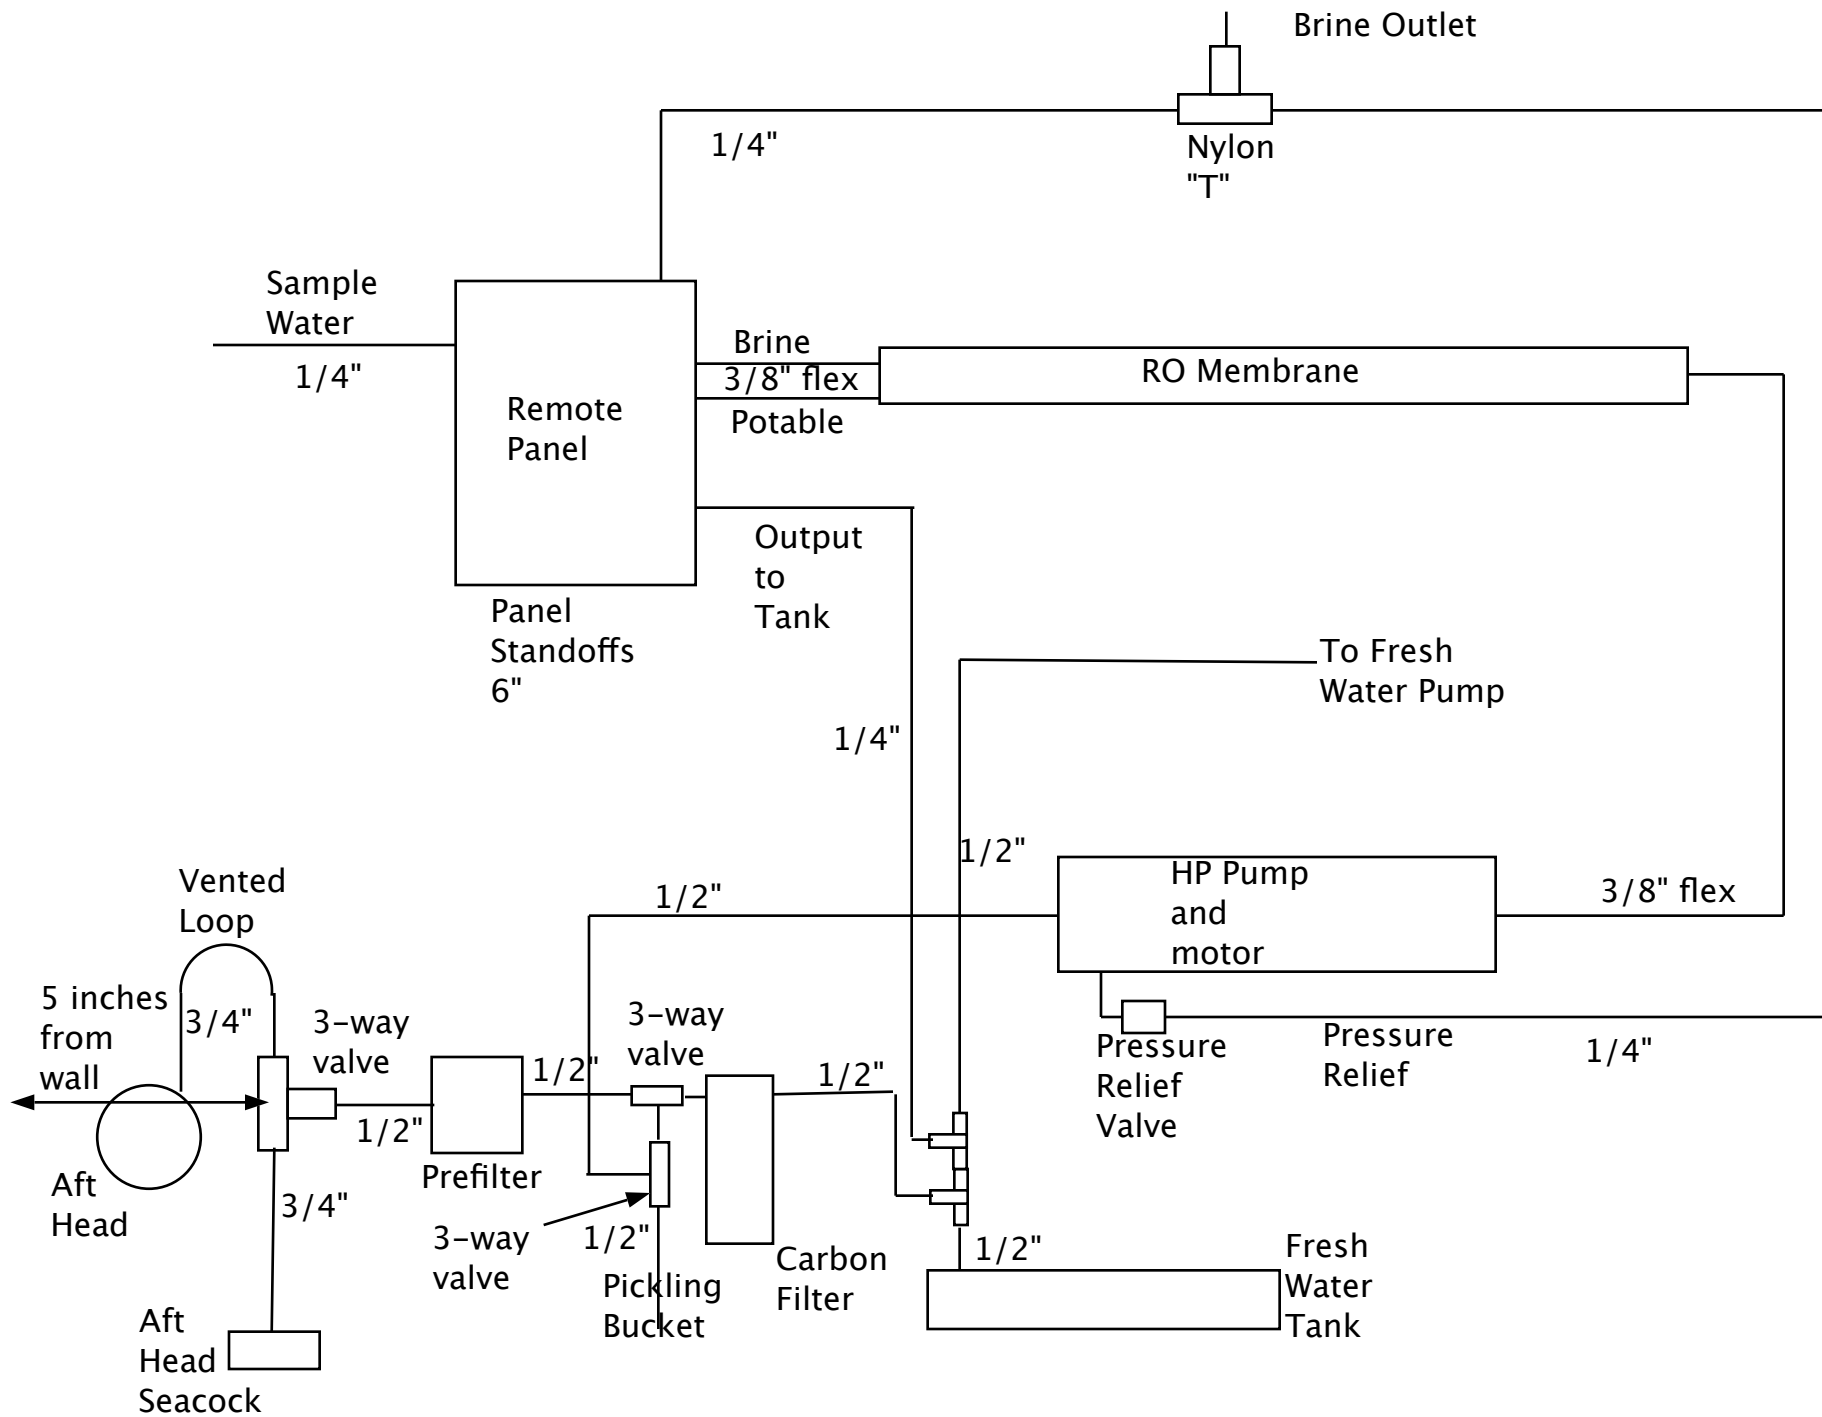 Brine Outlet
1/4"
Nylon
"T"
Sample
Water
1/4"
Brine
3/8" flex
Potable
RO Membrane
Remote
Panel
Output
to
Tank
Panel
Standoffs
6"
To Fresh
Water Pump
1/4"
1/2"
HP Pump
and
motor
3/8" flex
1/2"
Vented
Loop
5 inches
from
wall
3/4"
3-way
valve
3-way
valve
1/2"
1/2"
Pressure
Relief
Valve
Pressure
Relief
1/4"
1/2"
Prefilter
Aft
Head
3/4"
3-way
valve
1/2"
Pickling
Bucket
Carbon
Filter
1/2"
Fresh
Water
Tank
Aft
Head
Seacock